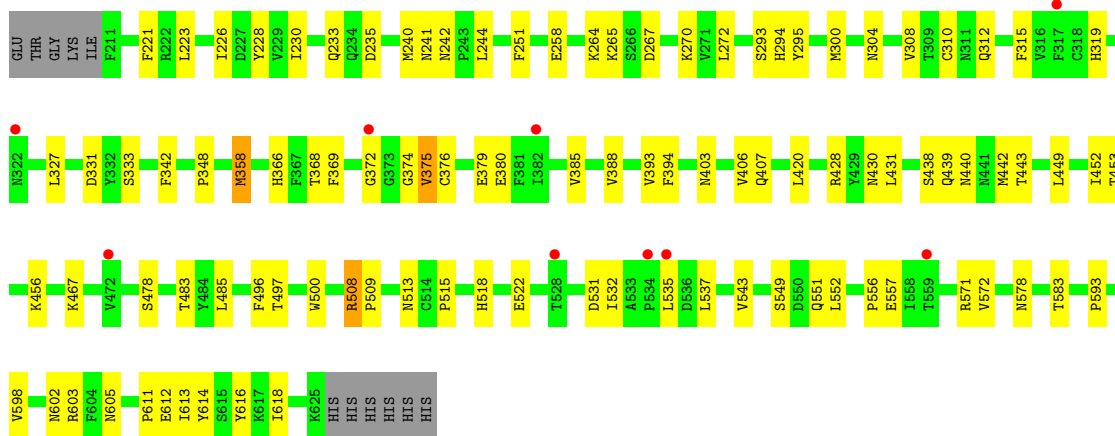 GLU THR GLY LYS ILE F211 F221 R222 L223 I226 D227 Y228 V229 I230 Q233 Q234 D235 M240 N241 N242 P243 L244 F251 E258 K264 K265 S266 D267 K270 V271 L272 S293 H294 Y295 M300 N304 V308 T309 C310 N311 Q312 F315 V316 F317 C318 H319
N322 L327 D331 Y332 S333 F342 P348 M358 H366 F367 T368 F369 G372 G373 G374 V375 C376 E379 E380 F381 I382 V385 V388 V393 F394 N403 V406 Q407 L420 R428 Y429 N430 L431 S438 Q439 N440 N441 M442 T443 L449 I452 T453
K456 K467 V472 S478 T483 Y484 L485 F496 T497 W500 R508 P509 N513 C514 P515 H518 E522 T528 D531 I532 A533 P534 L535 D536 L537 V543 S549 D550 Q551 L552 P556 E557 I558 T559 R571 V572 N578 T583 P593
V598 N602 R603 F604 N605 P611 E612 I613 Y614 S615 Y616 K617 I618 K625 HIS HIS HIS HIS HIS HIS